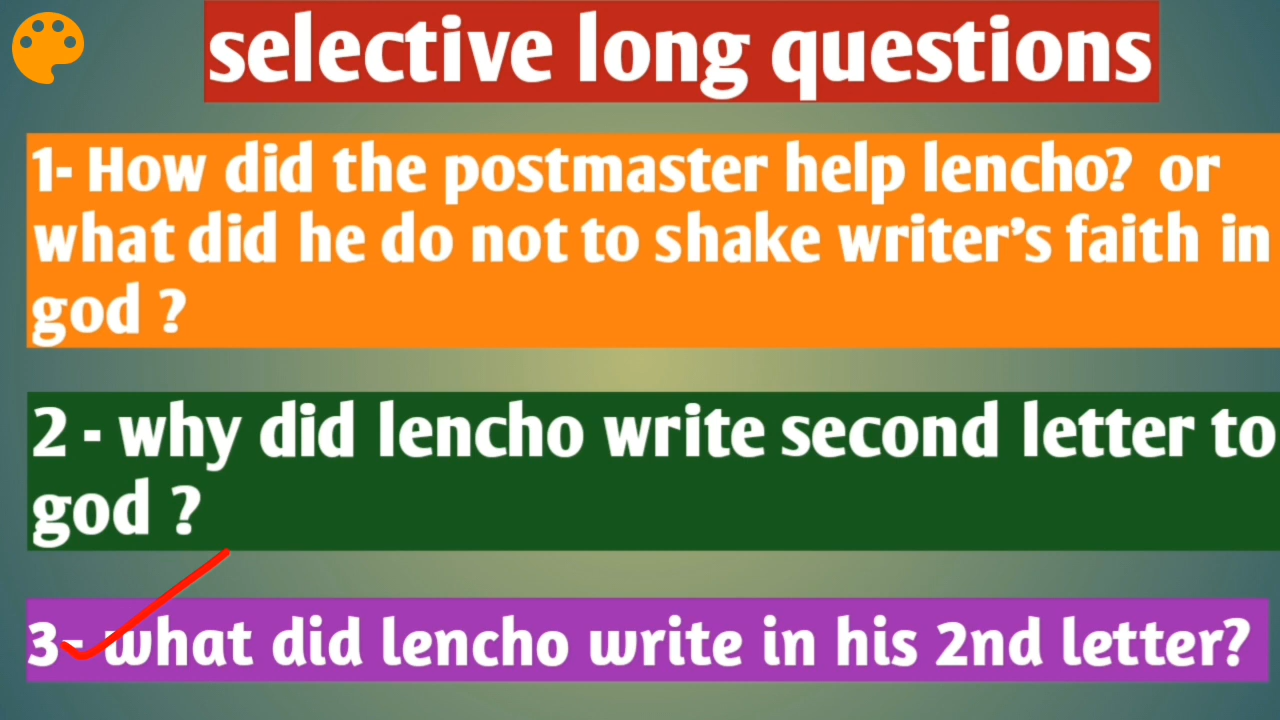 selective long questions
1- How did the postmaster help lencho? or
what did he do not to shake writer's faith in
god ?
2 - why did lencho write second letter to
god ?
3- what did lencho write in his 2nd letter?